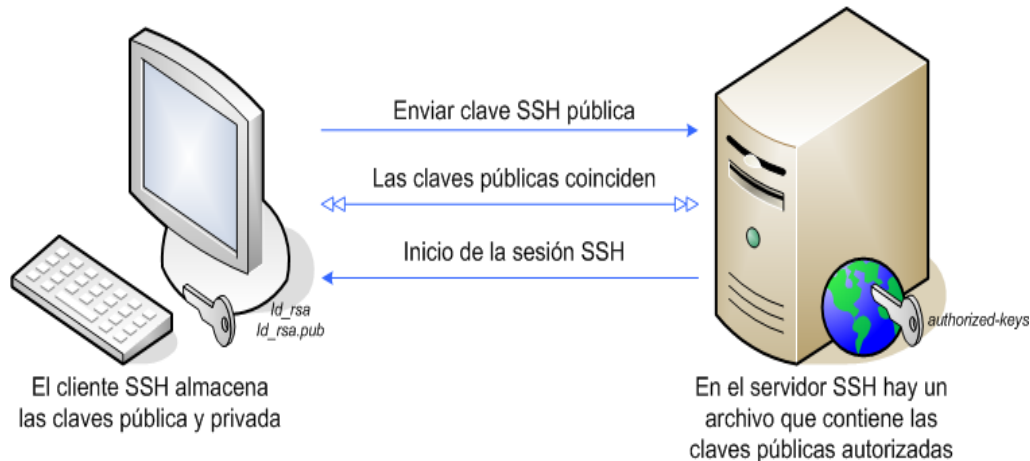 Enviar clave SSH pública
Las claves públicas coinciden
Inicio de la sesión SSH
Id_rsa
Id_rsa.pub
authorized-keys
El cliente SSH almacena
las claves pública y privada
En el servidor SSH hay un
archivo que contiene las
claves públicas autorizadas